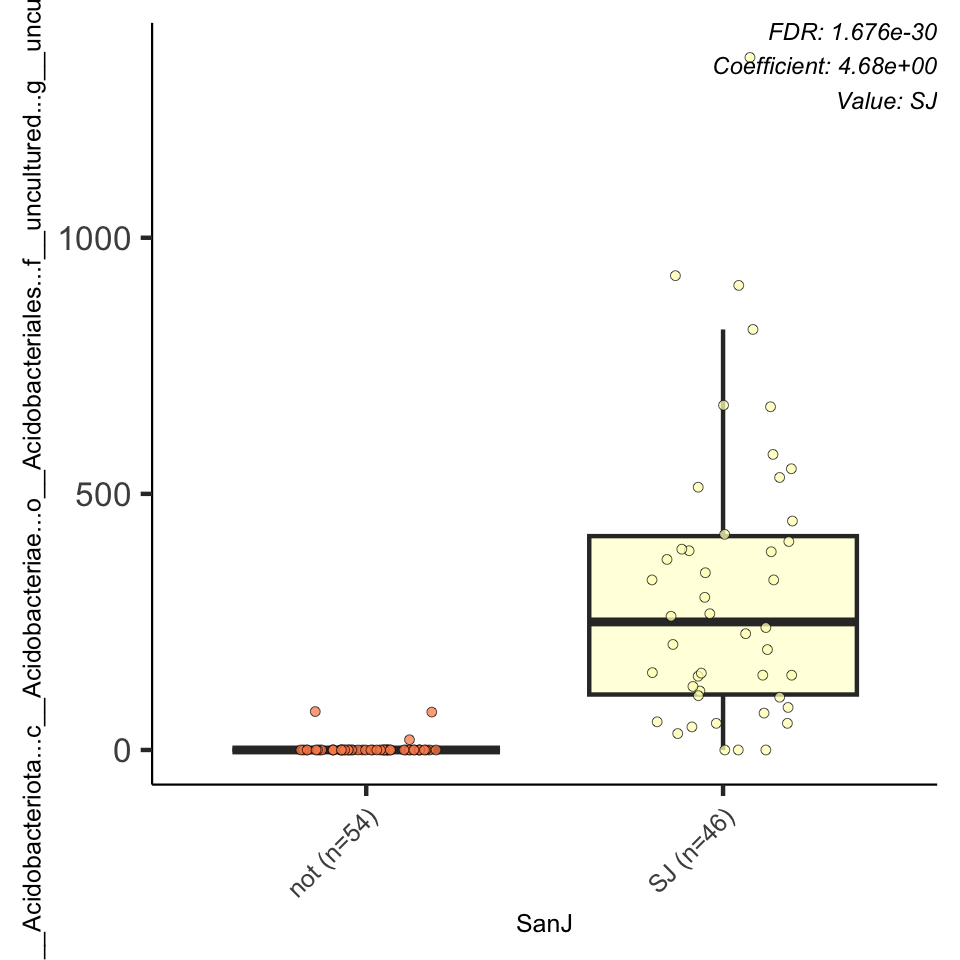 FDR: 1.676e-30
Coefficient: 4.68e+00
Value: SJ
__Acidobacteriota...c__Acidobacteriae...o__Acidobacteriales...f__uncultured...g__uncu
1000
500
0
not (n=54)
SJ (n=46)
SanJ